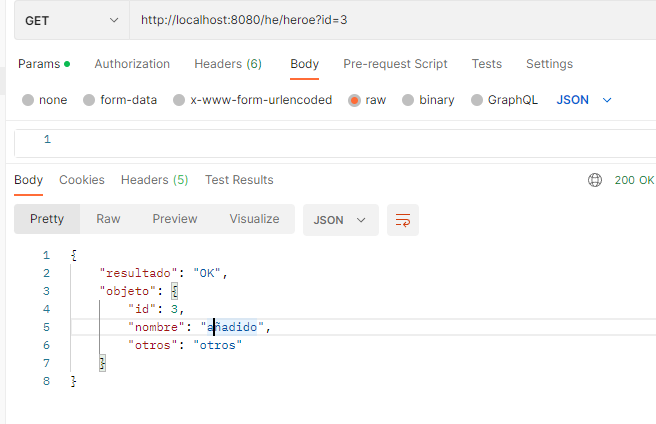 GET http://localhost:8080/he/heroe?id=3
Params Authorization Headers (6) Body Pre-request Script Tests Settings
none form-data x-www-form-urlencoded raw binary GraphQL JSON
1
Body Cookies Headers (5) Test Results 200 OK
Pretty Raw Preview Visualize JSON
1 {
2 "resultado": "OK",
3 "objeto": {
4 "id": 3,
5 "nombre": "añadido",
6 "otros": "otros"
7 }
8 }